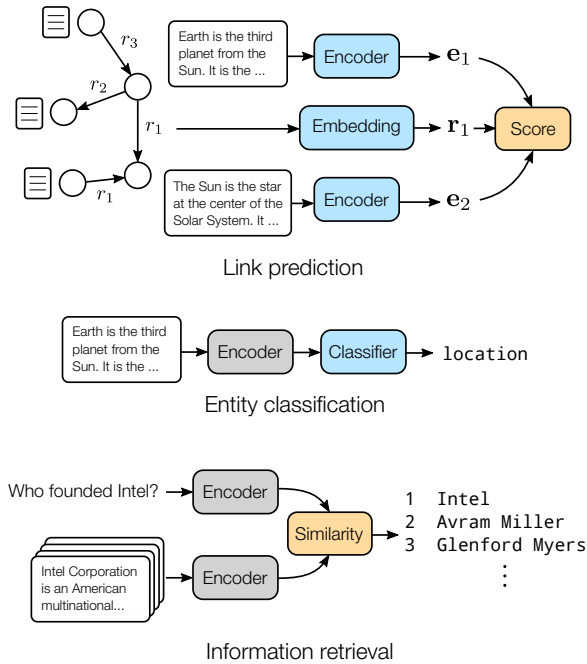 r3
r2
r1
r1
Earth is the third
planet from the
Sun. It is the ...
Encoder
e1
Embedding
r1
Score
The Sun is the star
at the center of the
Solar System. It ...
Encoder
e2
Link prediction
Earth is the third
planet from the
Sun. It is the ...
Encoder
Classifier
location
Entity classification
Who founded Intel?
Encoder
Intel Corporation
is an American
multinational...
Encoder
Similarity
1 Intel
2 Avram Miller
3 Glenford Myers
⋮
Information retrieval